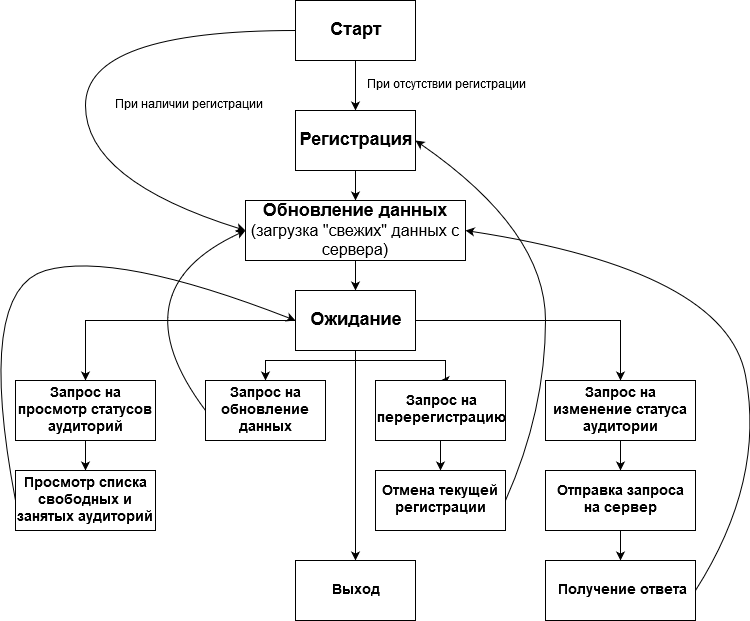 Старт
При отсутствии регистрации
При наличии регистрации
Регистрация
Обновление данных
(загрузка "свежих" данных с
сервера)
Ожидание
Запрос на
просмотр статусов
аудиторий
Запрос на
обновление
данных
Запрос на
перерегистрацию
Запрос на
изменение статуса
аудитории
Просмотр списка
свободных и
занятых аудиторий
Отмена текущей
регистрации
Отправка запроса
на сервер
Выход
Получение ответа